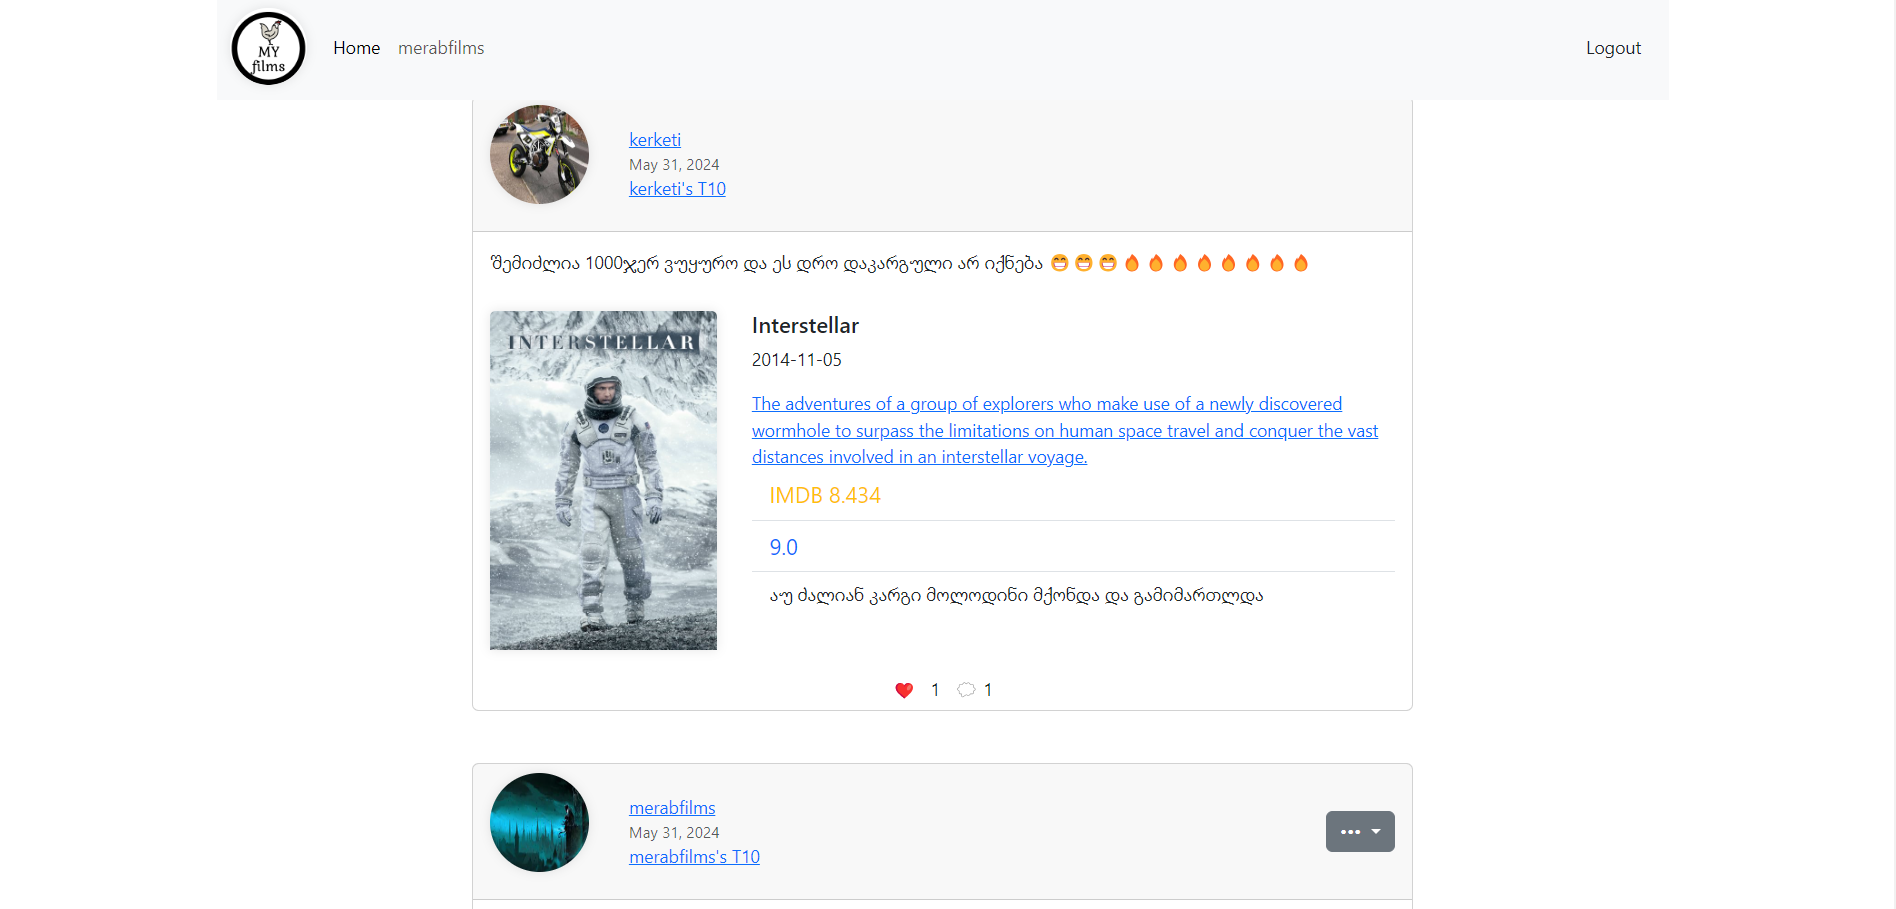 MY
films
Home
merabfilms
Logout
kerketi
May 31, 2024
kerketi's T10
შემიძლია 1000ჯერ ვუყურო და ეს დრო დაკარგული არ იქნება 😁😁😁🔥🔥🔥🔥🔥🔥🔥🔥
INTERSTELLAR
Interstellar
2014-11-05
The adventures of a group of explorers who make use of a newly discovered
wormhole to surpass the limitations on human space travel and conquer the vast
distances involved in an interstellar voyage.
IMDB 8.434
9.0
აუ ძალიან კარგი მოლოდინი მქონდა და გამიმართლდა
❤️ 1 💭 1
merabfilms
May 31, 2024
merabfilms's T10
•••